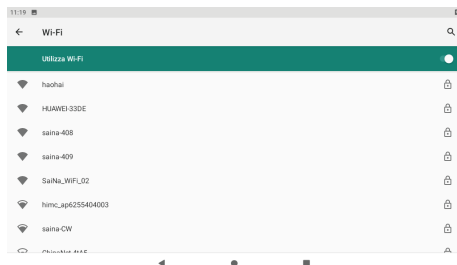 11:19
Wi-Fi
Utilizza Wi-Fi
haohai
HUAWEI-33DE
saina-408
saina-409
SaiNa_WiFi_02
himc_ap6255404003
saina-CW